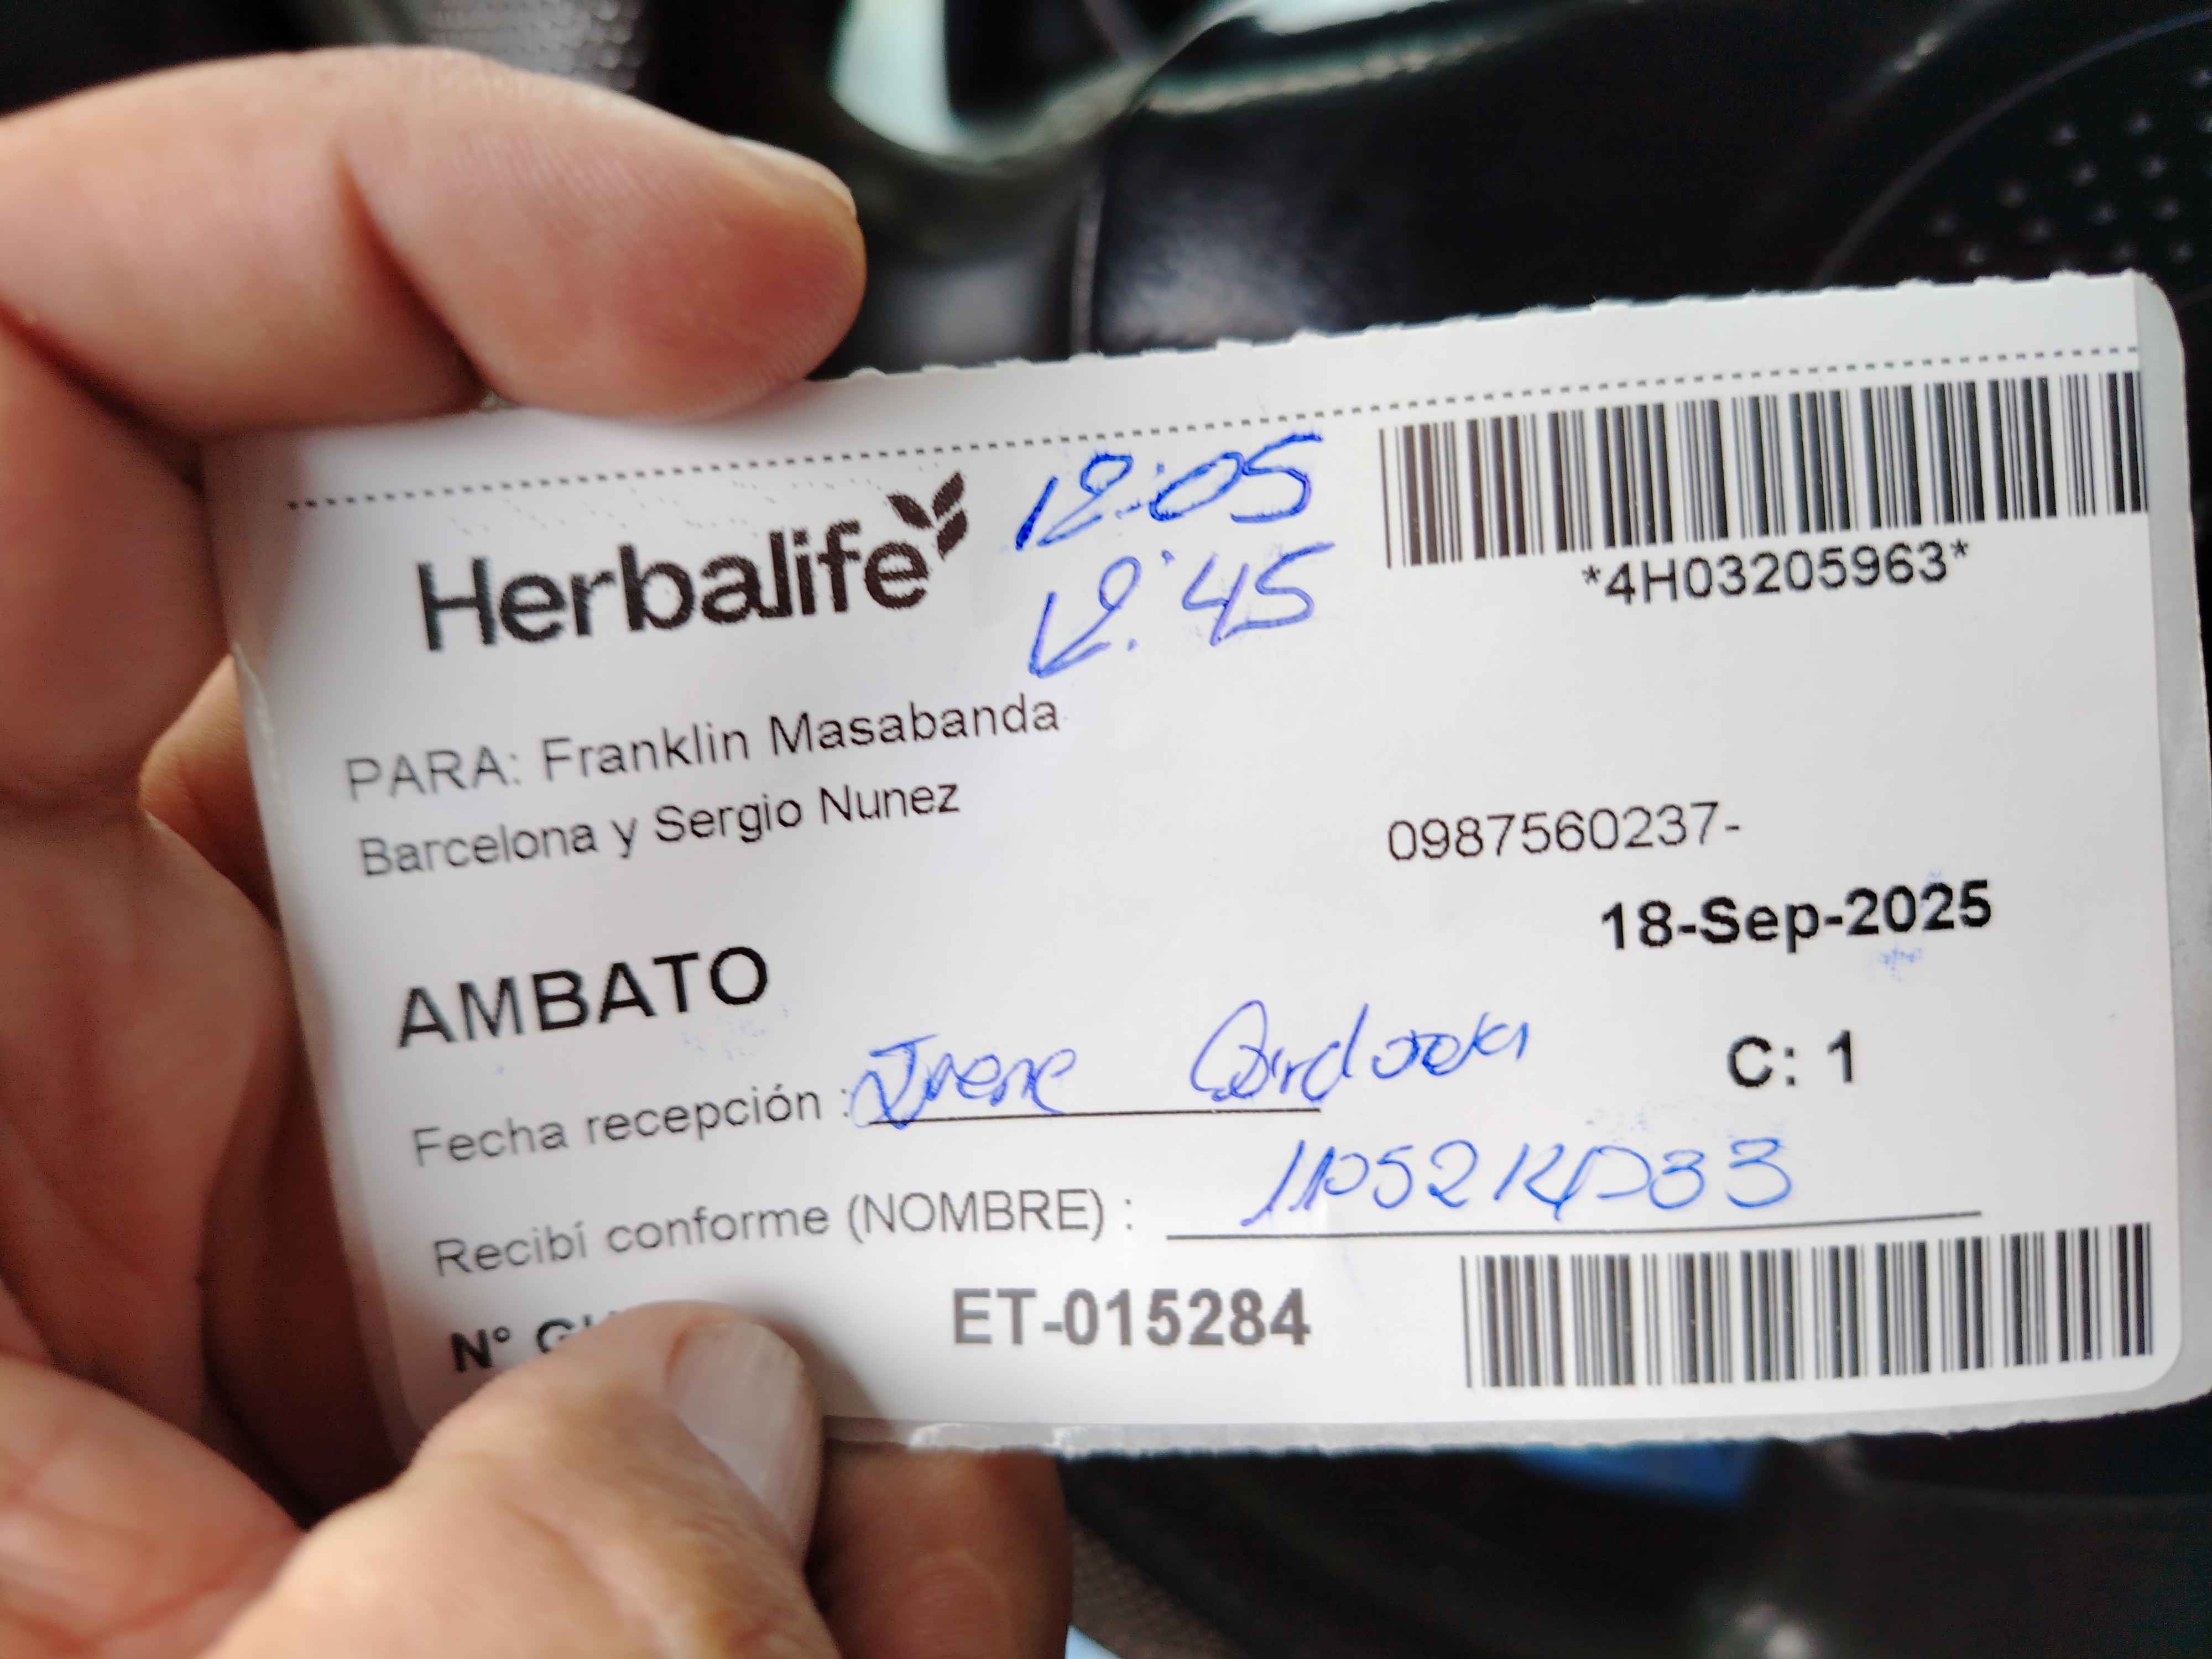 Herbalife
12:05
12:45
*4H03205963*
PARA: Franklin Masabanda
Barcelona y Sergio Nunez
0987560237-
18-Sep-2025
AMBATO
C: 1
Fecha recepción : Irene
Recibí conforme (NOMBRE) :
N°
ET-015284